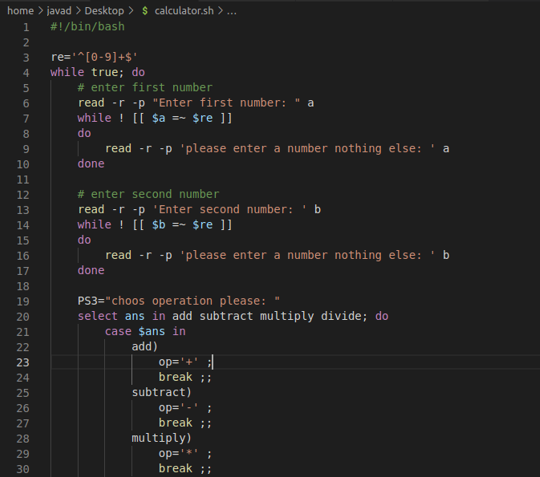 home > javad > Desktop > $ calculator.sh > ...
1 #!/bin/bash
2
3 re='^[0-9]+$'
4 while true; do
5     # enter first number
6     read -r -p "Enter first number: " a
7     while ! [[ $a =~ $re ]]
8     do
9         read -r -p 'please enter a number nothing else: ' a
10     done
11
12     # enter second number
13     read -r -p 'Enter second number: ' b
14     while ! [[ $b =~ $re ]]
15     do
16         read -r -p 'please enter a number nothing else: ' b
17     done
18
19     PS3="choos operation please: "
20     select ans in add subtract multiply divide; do
21         case $ans in
22             add)
23                 op='+' ;
24                 break ;;
25             subtract)
26                 op='-' ;
27                 break ;;
28             multiply)
29                 op='*' ;
30                 break ;;